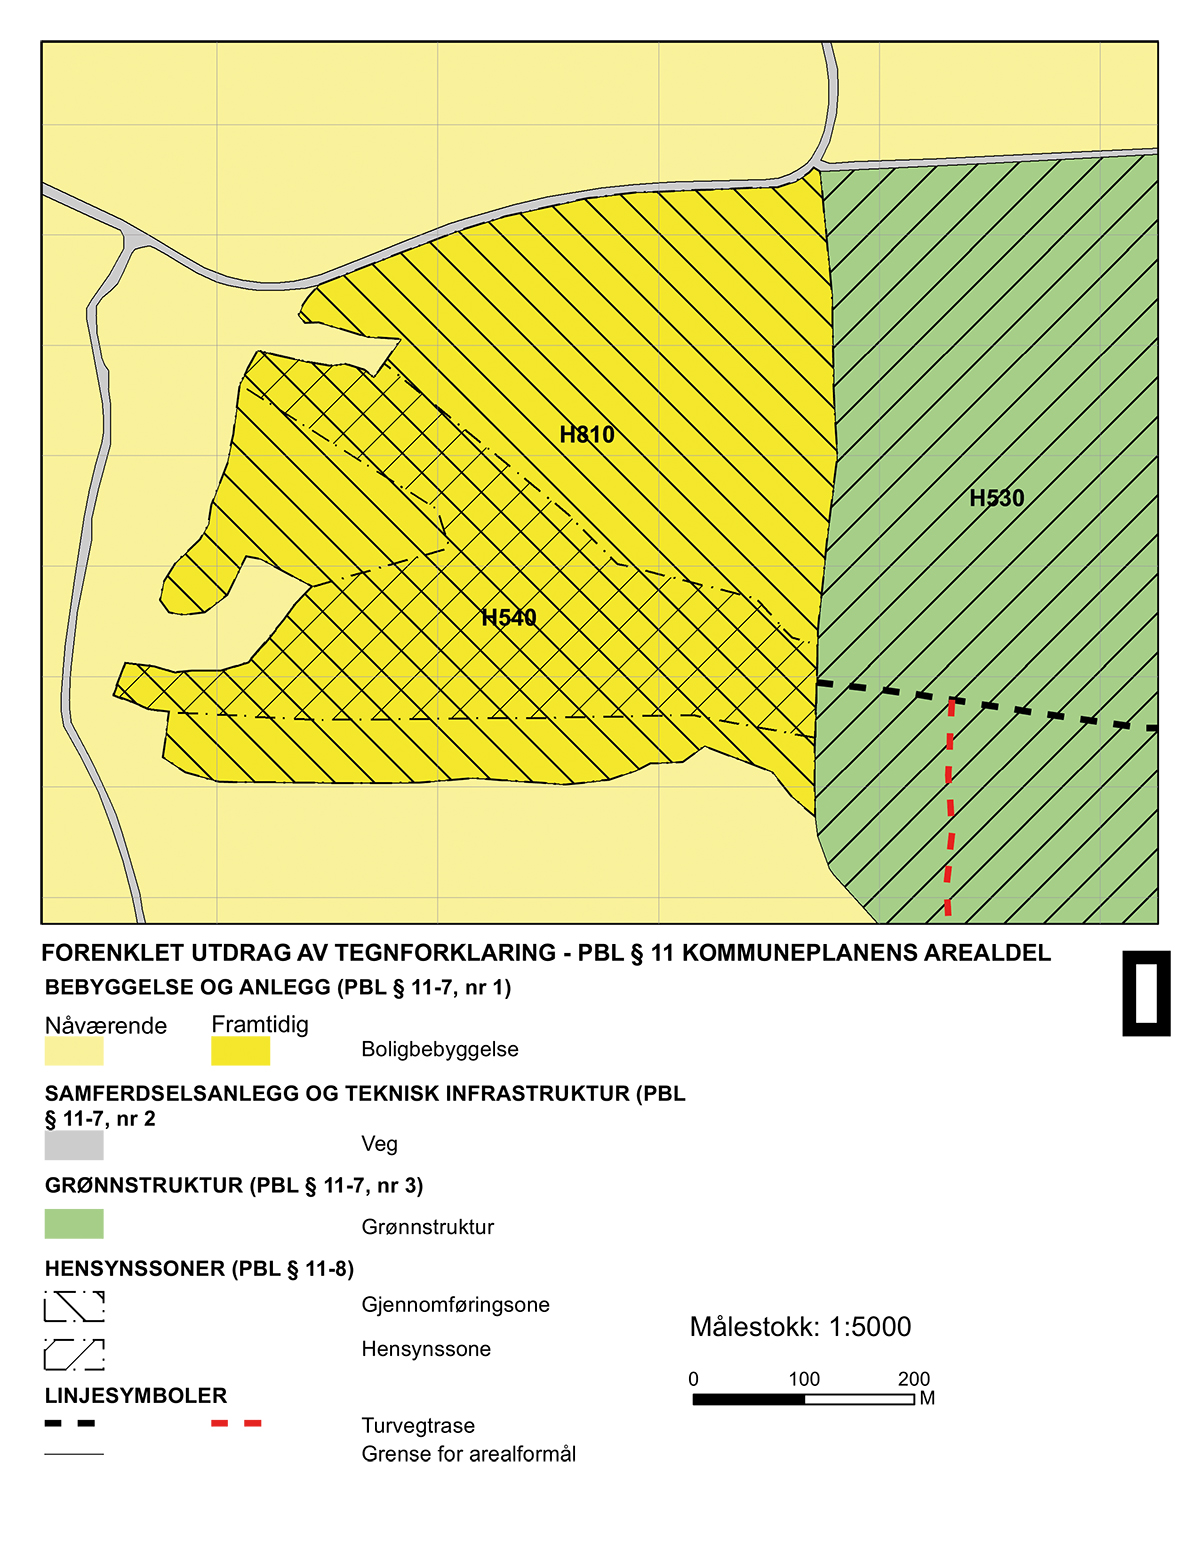 H810
H530
H540
FORENKLET UTDRAG AV TEGNFORKLARING - PBL § 11 KOMMUNEPLANENS AREALDEL
BEBYGGELSE OG ANLEGG (PBL § 11-7, nr 1)
Nåværende Framtidig
Boligbebyggelse
SAMFERDSELSANLEGG OG TEKNISK INFRASTRUKTUR (PBL
§ 11-7, nr 2
Veg
GRØNNSTRUKTUR (PBL § 11-7, nr 3)
Grønnstruktur
HENSYNSSONER (PBL § 11-8)
Gjennomføringsone
Hensynssone
LINJESYMBOLER
Turvegtrase
Grense for arealformål
Målestokk: 1:5000
0 100 200
M